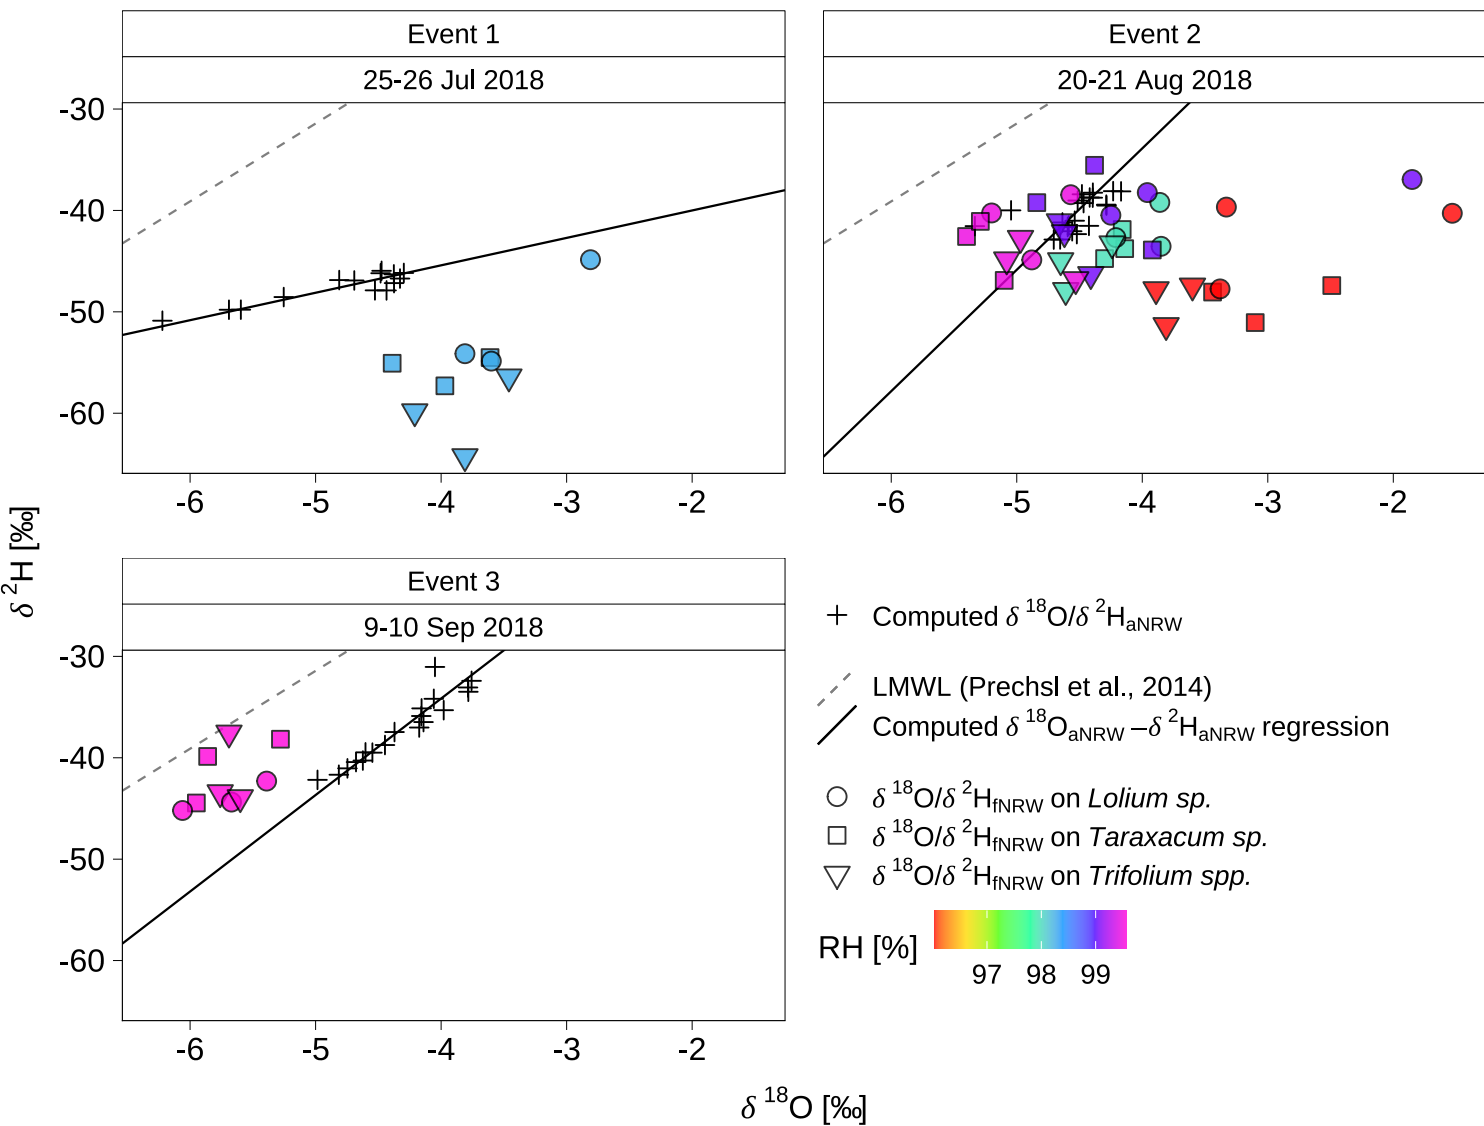 Event 1
25-26 Jul 2018
-30
-40
-50
-60
-6 -5 -4 -3 -2
Event 2
20-21 Aug 2018
-6 -5 -4 -3 -2
Event 3
9-10 Sep 2018
-30
-40
-50
-60
-6 -5 -4 -3 -2
δ ²H [‰]
δ ¹⁸O [‰]
Computed δ ¹⁸O/δ ²HaNRW
LMWL (Prechsl et al., 2014)
Computed δ ¹⁸OaNRW –δ ²HaNRW regression
δ ¹⁸O/δ ²HfNRW on Lolium sp.
δ ¹⁸O/δ ²HfNRW on Taraxacum sp.
δ ¹⁸O/δ ²HfNRW on Trifolium spp.
RH [%]
97 98 99